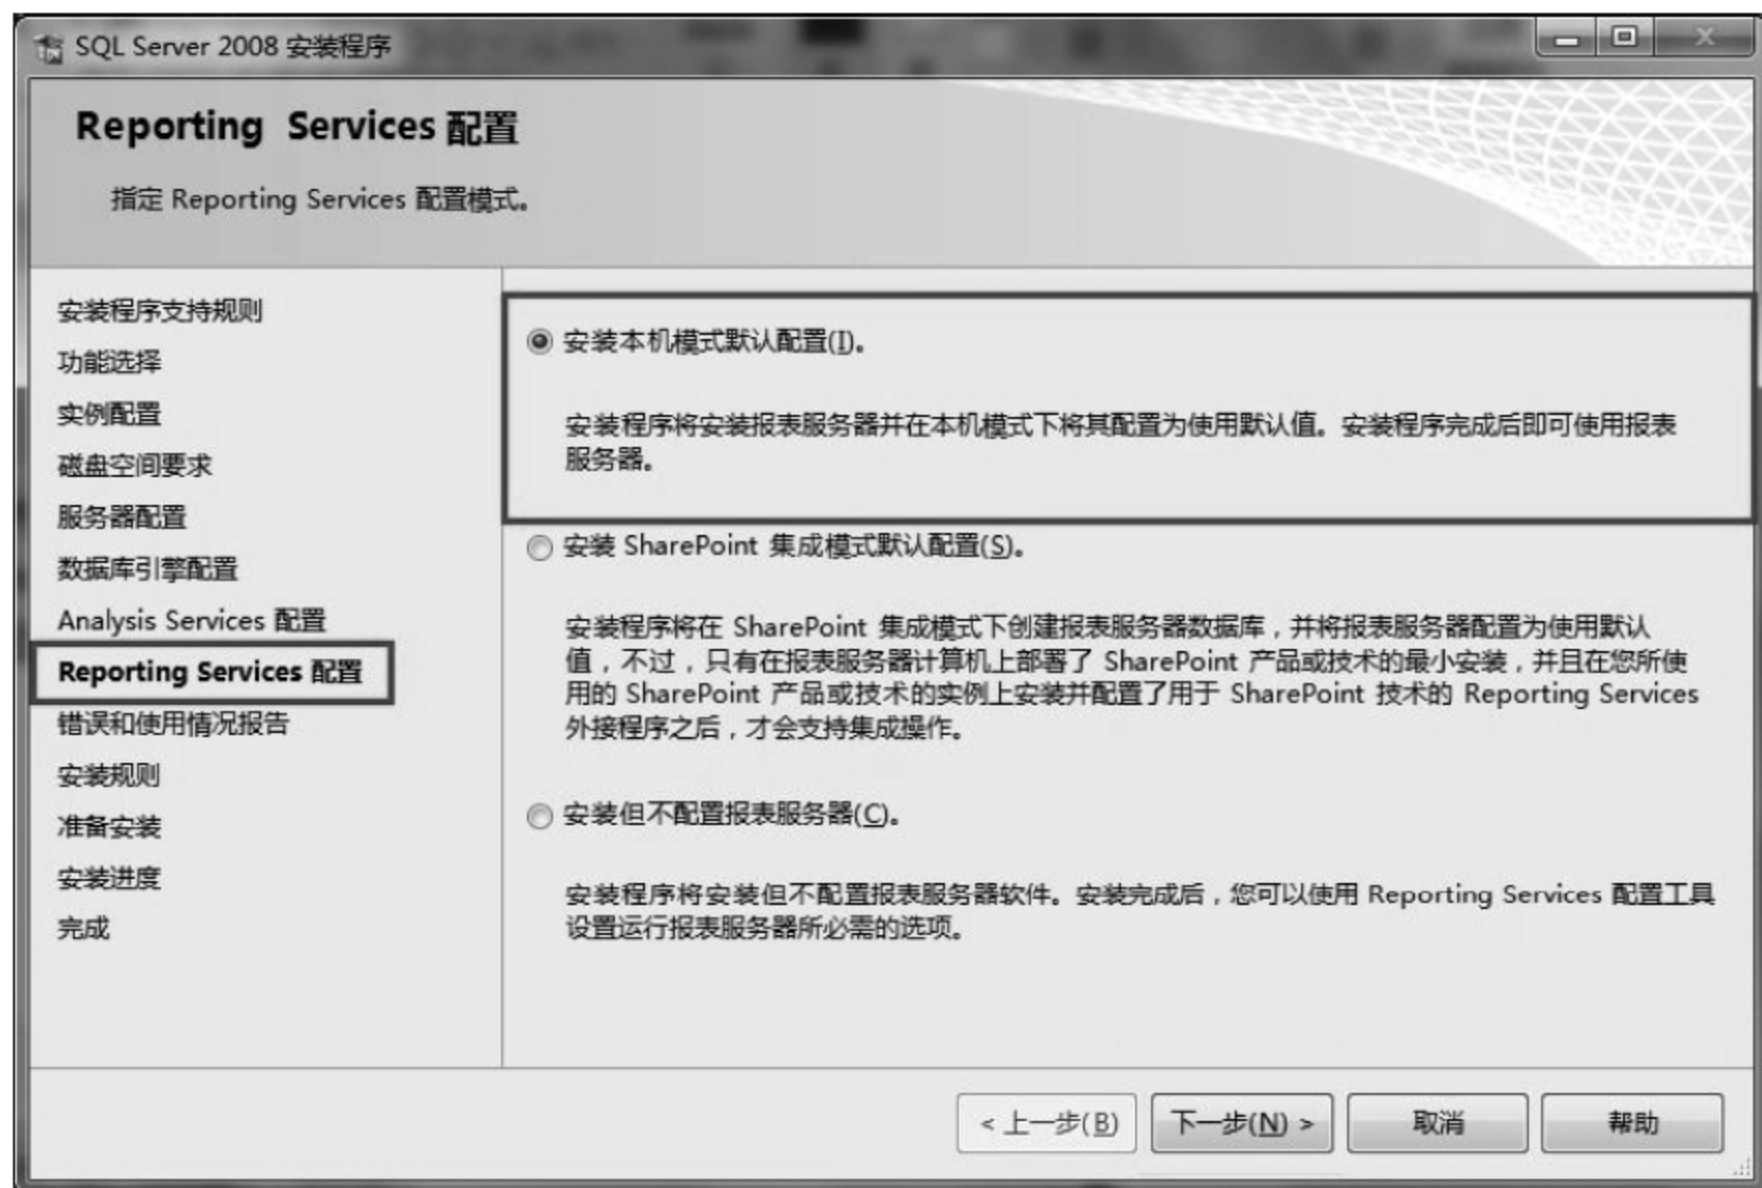 SQL Server 2008 安装程序
Reporting Services 配置
指定 Reporting Services 配置模式。
安装程序支持规则
功能选择
实例配置
磁盘空间要求
服务器配置
数据库引擎配置
Analysis Services 配置
Reporting Services 配置
错误和使用情况报告
安装规则
准备安装
安装进度
完成
安装本机模式默认配置(I)。
安装程序将安装报表服务器并在本机模式下将其配置为使用默认值。安装程序完成后即可使用报表
服务器。
安装 SharePoint 集成模式默认配置(S)。
安装程序将在 SharePoint 集成模式下创建报表服务器数据库，并将报表服务器配置为使用默认
值，不过，只有在报表服务器计算机上部署了 SharePoint 产品或技术的最小安装，并且在您所使
用的 SharePoint 产品或技术的实例上安装并配置了用于 SharePoint 技术的 Reporting Services
外接程序之后，才会支持集成操作。
安装但不配置报表服务器(C)。
安装程序将安装但不配置报表服务器软件。安装完成后，您可以使用 Reporting Services 配置工具
设置运行报表服务器所必需的选项。
< 上一步(B)
下一步(N) >
取消
帮助